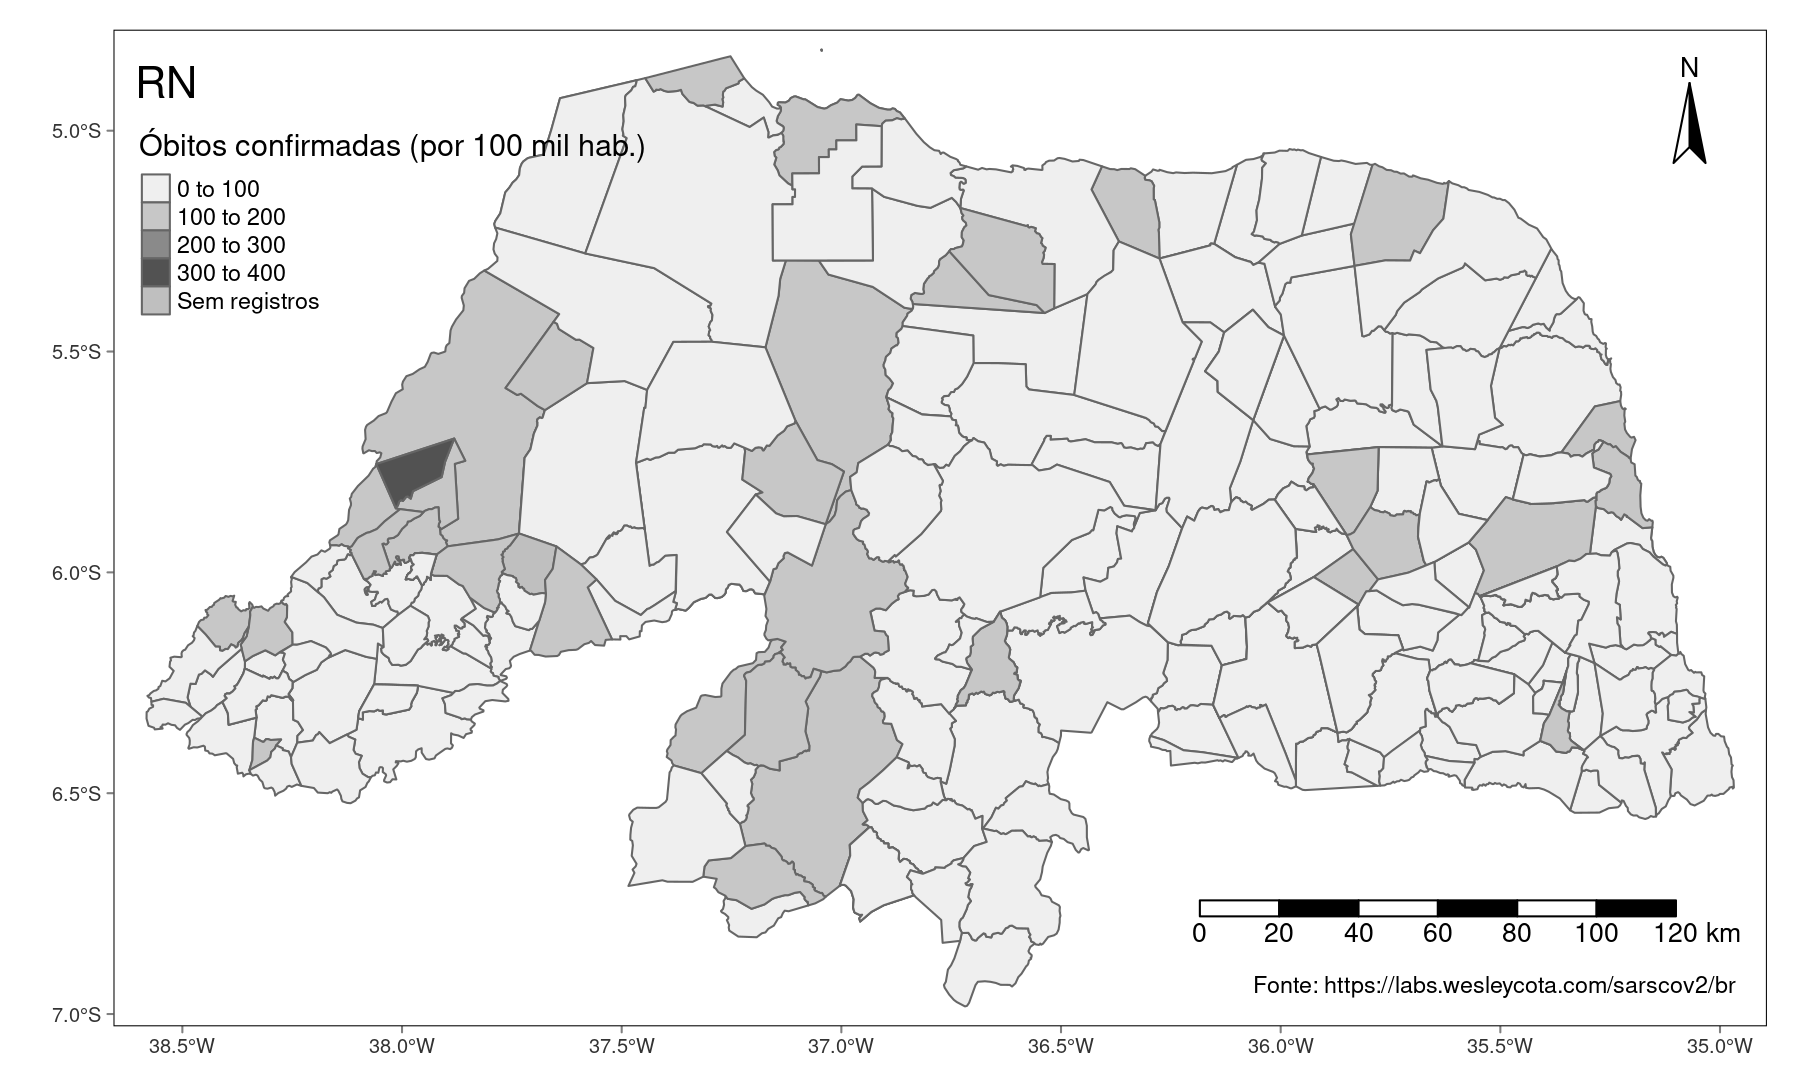 RN
N
Óbitos confirmadas (por 100 mil hab.)
0 to 100
100 to 200
200 to 300
300 to 400
Sem registros
5.0°S
5.5°S
6.0°S
6.5°S
7.0°S
0 20 40 60 80 100 120 km
Fonte: https://labs.wesleycota.com/sarscov2/br
38.5°W 38.0°W 37.5°W 37.0°W 36.5°W 36.0°W 35.5°W 35.0°W